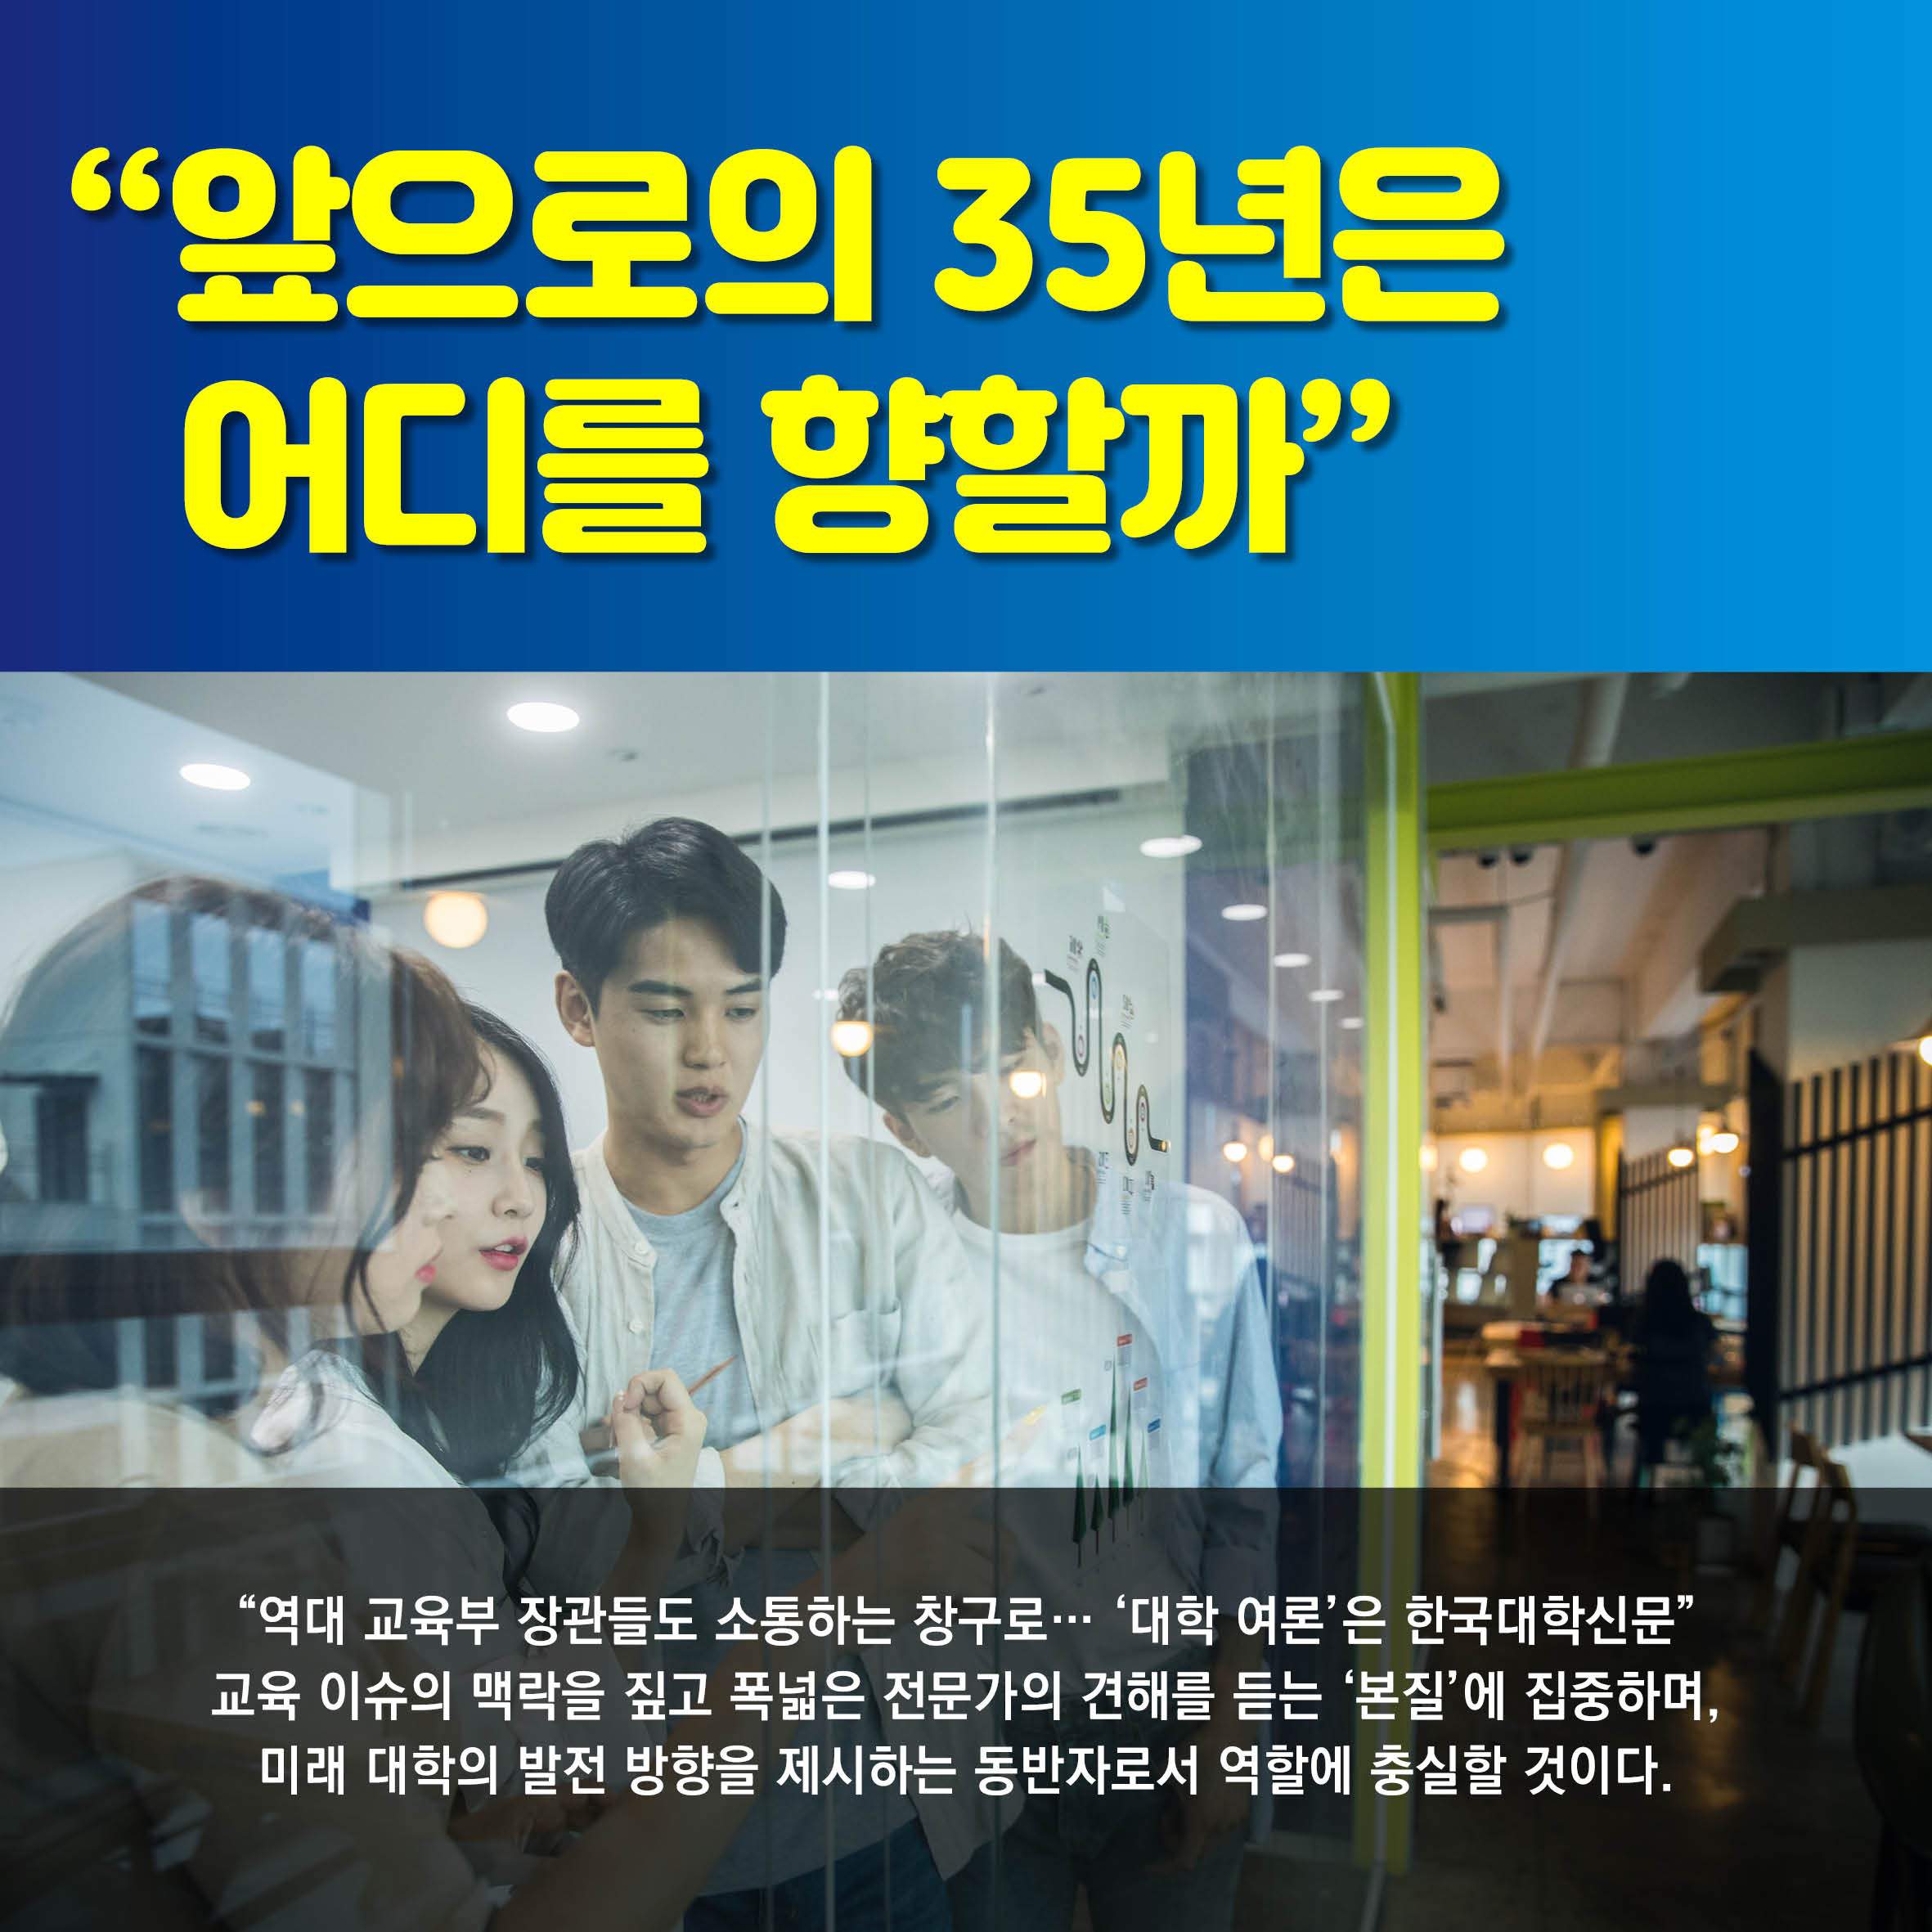 “앞으로의 35년은
어디를 향할까”
“역대 교육부 장관들도 소통하는 창구로… ‘대학 여론’은 한국대학신문”
교육 이슈의 맥락을 짚고 폭넓은 전문가의 견해를 듣는 ‘본질’에 집중하며,
미래 대학의 발전 방향을 제시하는 동반자로서 역할에 충실할 것이다.